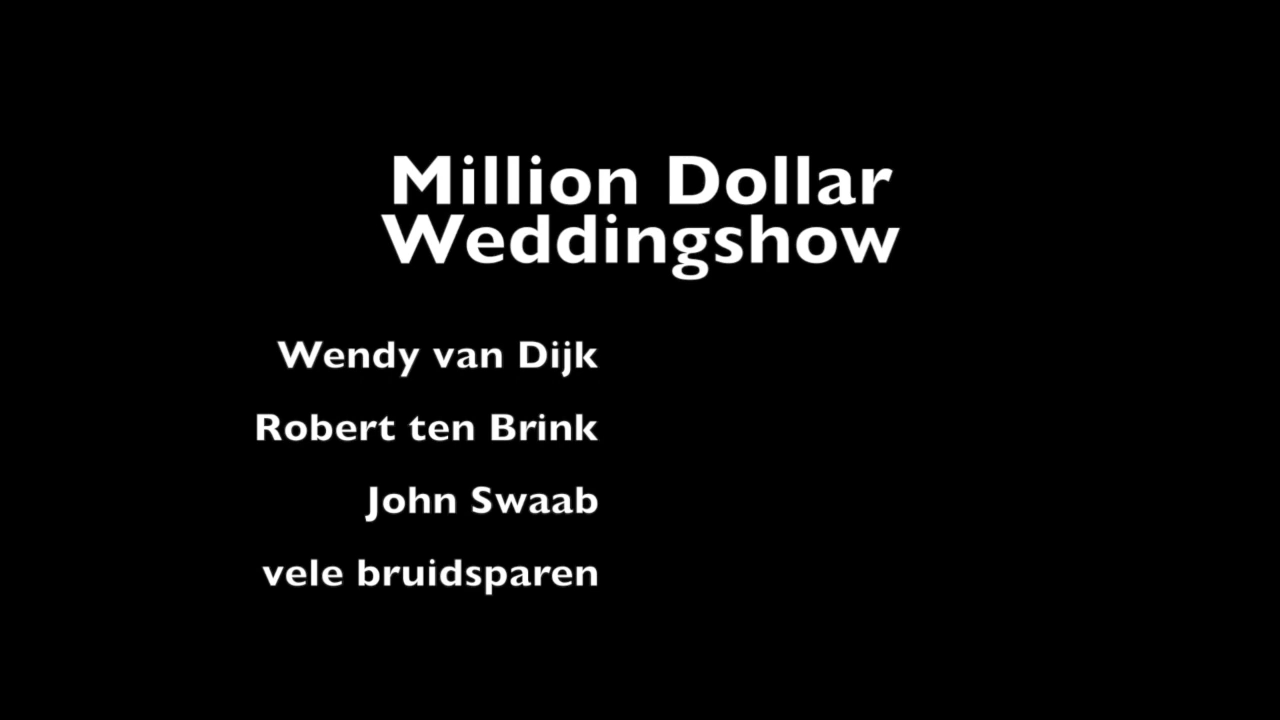 Million Dollar
Weddingshow
Wendy van Dijk
Robert ten Brink
John Swaab
vele bruidsparen